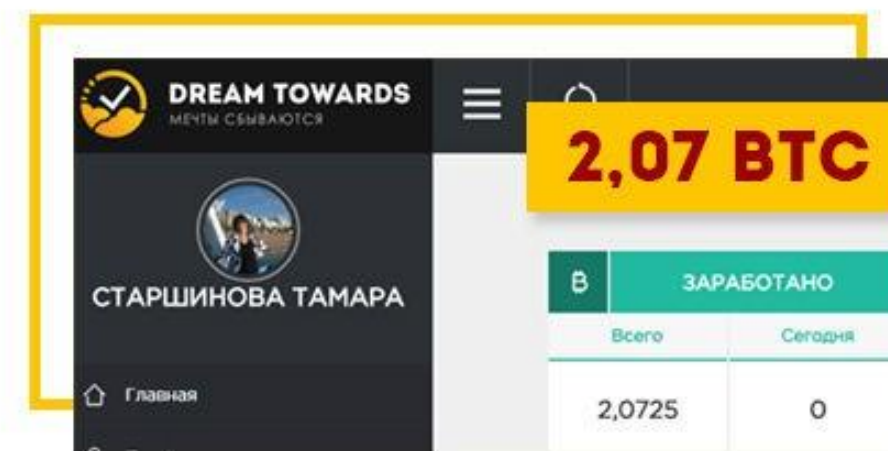 DREAM TOWARDS
МЕЧТЫ СБЫВАЮТСЯ
2,07 BTC
СТАРШИНОВА ТАМАРА
ЗАРАБОТАНО
Всего Сегодня
2,0725 0
Главная